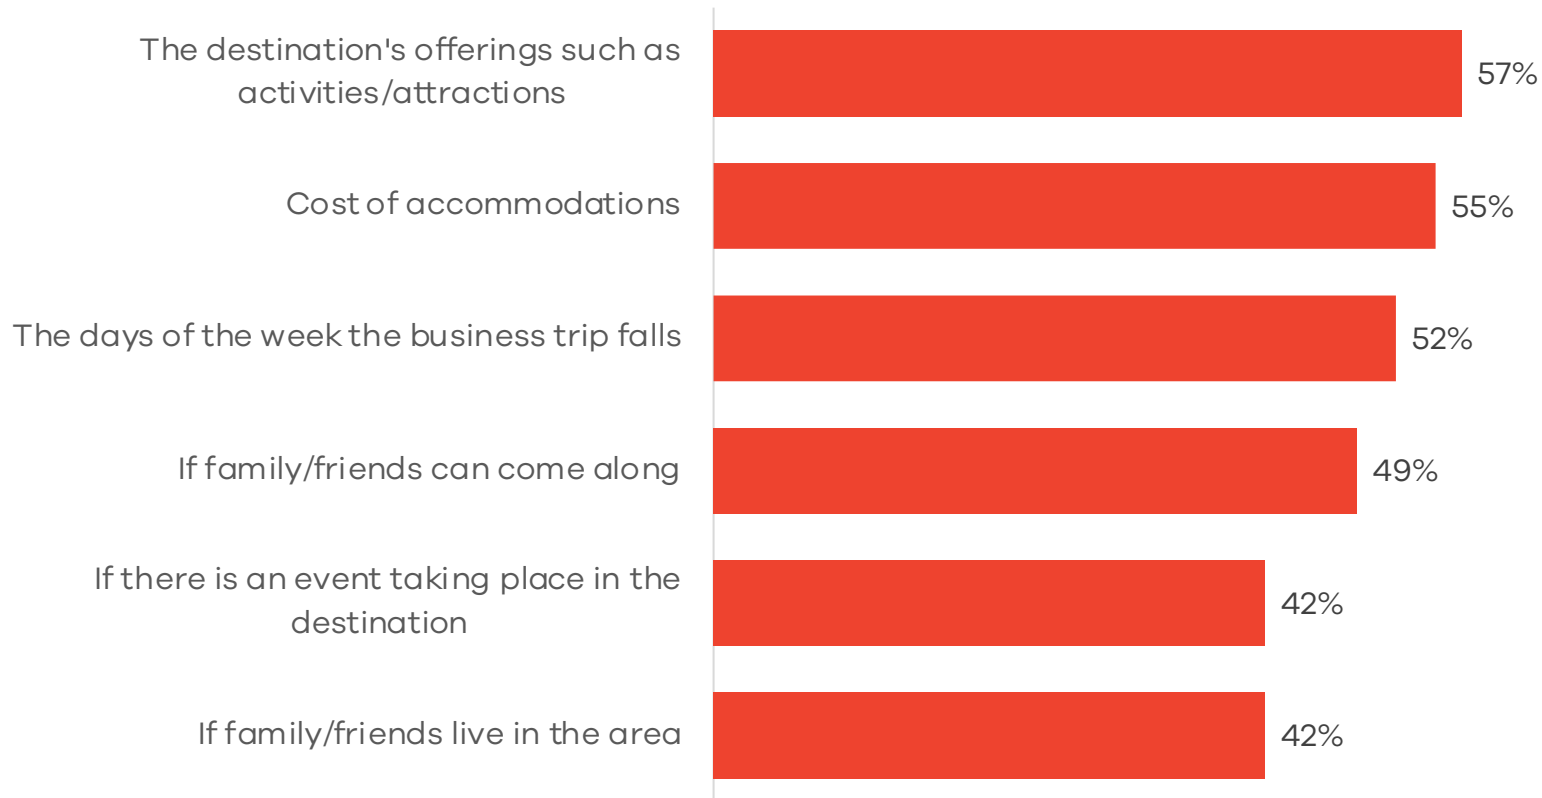 The destination's offerings such as
activities/attractions
57%
Cost of accommodations
55%
The days of the week the business trip falls
52%
If family/friends can come along
49%
If there is an event taking place in the
destination
42%
If family/friends live in the area
42%